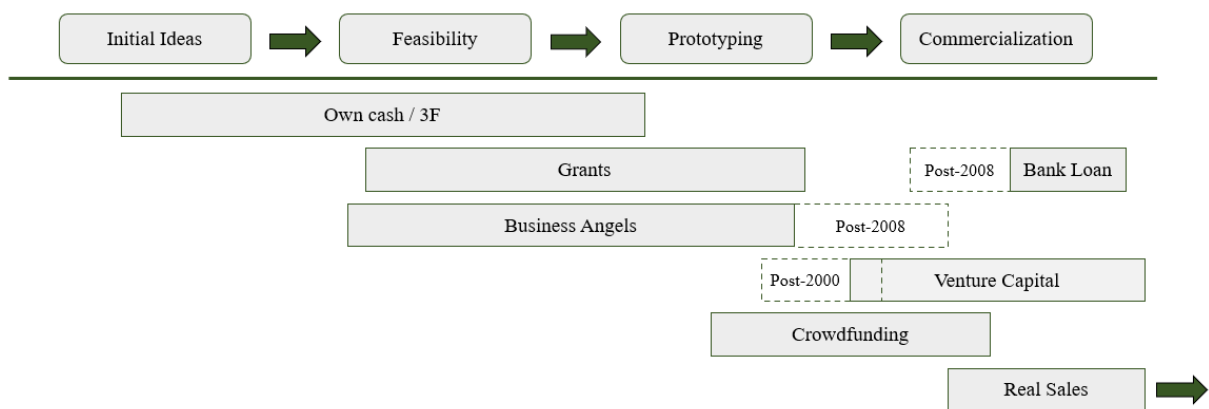 Initial Ideas
Feasibility
Prototyping
Commercialization
Own cash / 3F
Grants
Post-2008
Bank Loan
Business Angels
Post-2008
Post-2000
Venture Capital
Crowdfunding
Real Sales